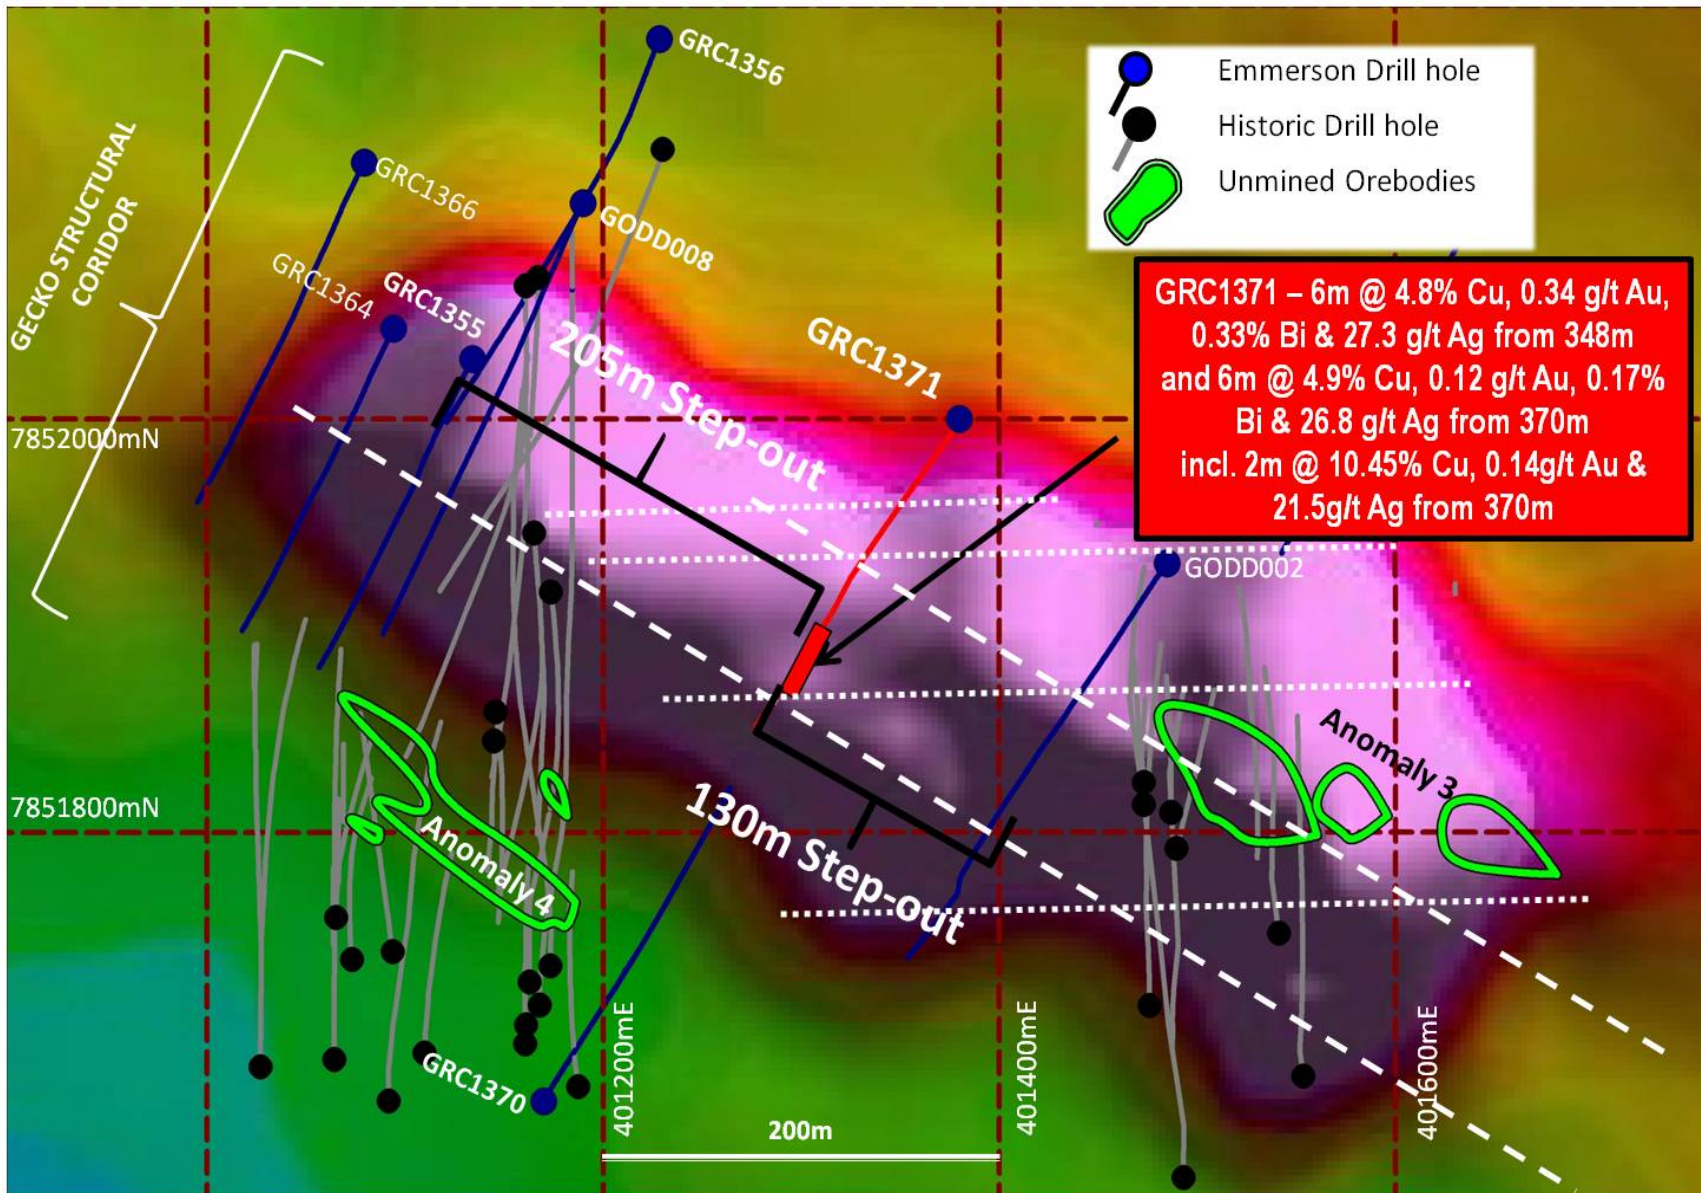 GRC1356
Emmerson Drill hole
Historic Drill hole
Unmined Orebodies
GECKO STRUCTURAL
CORIDOR
GRC1366
GODD008
GRC1364
GRC1355
205m Step-out
GRC1371
GRC1371 – 6m @ 4.8% Cu, 0.34 g/t Au,
0.33% Bi & 27.3 g/t Ag from 348m
and 6m @ 4.9% Cu, 0.12 g/t Au, 0.17%
Bi & 26.8 g/t Ag from 370m
incl. 2m @ 10.45% Cu, 0.14g/t Au &
21.5g/t Ag from 370m
7852000mN
GODD002
Anomaly 3
7851800mN
Anomaly 4
130m Step-out
GRC1370
401200mE
401400mE
401600mE
200m